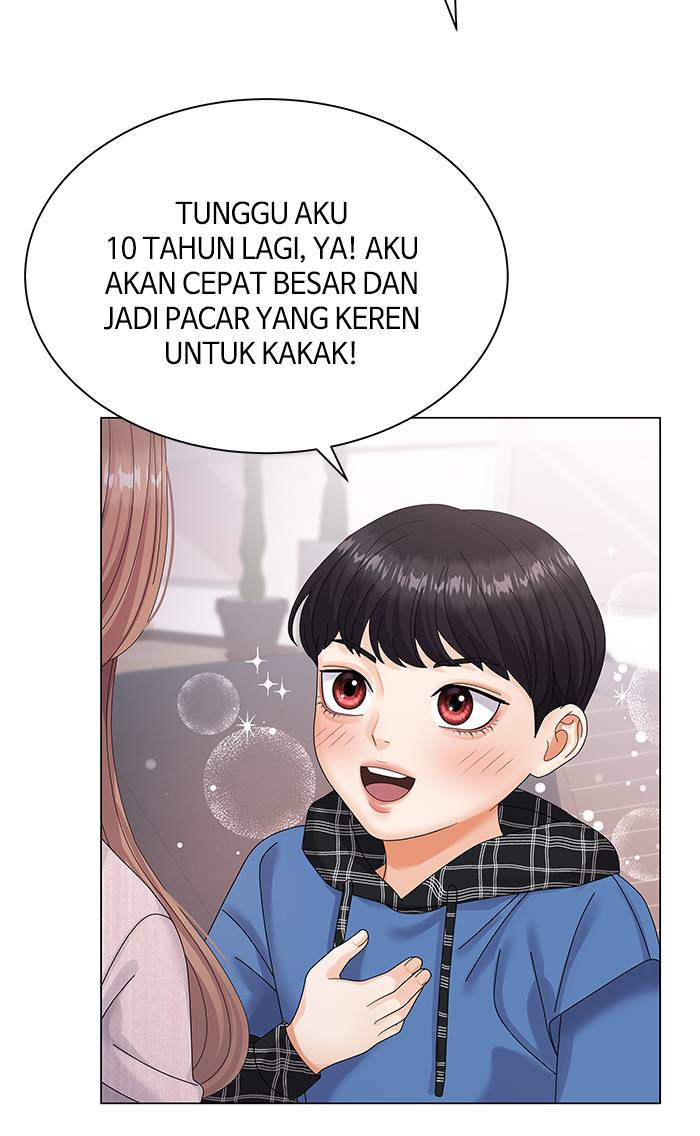 TUNGGU AKU
10 TAHUN LAGI, YA! AKU
AKAN CEPAT BESAR DAN
JADI PACAR YANG KEREN
UNTUK KAKAK!